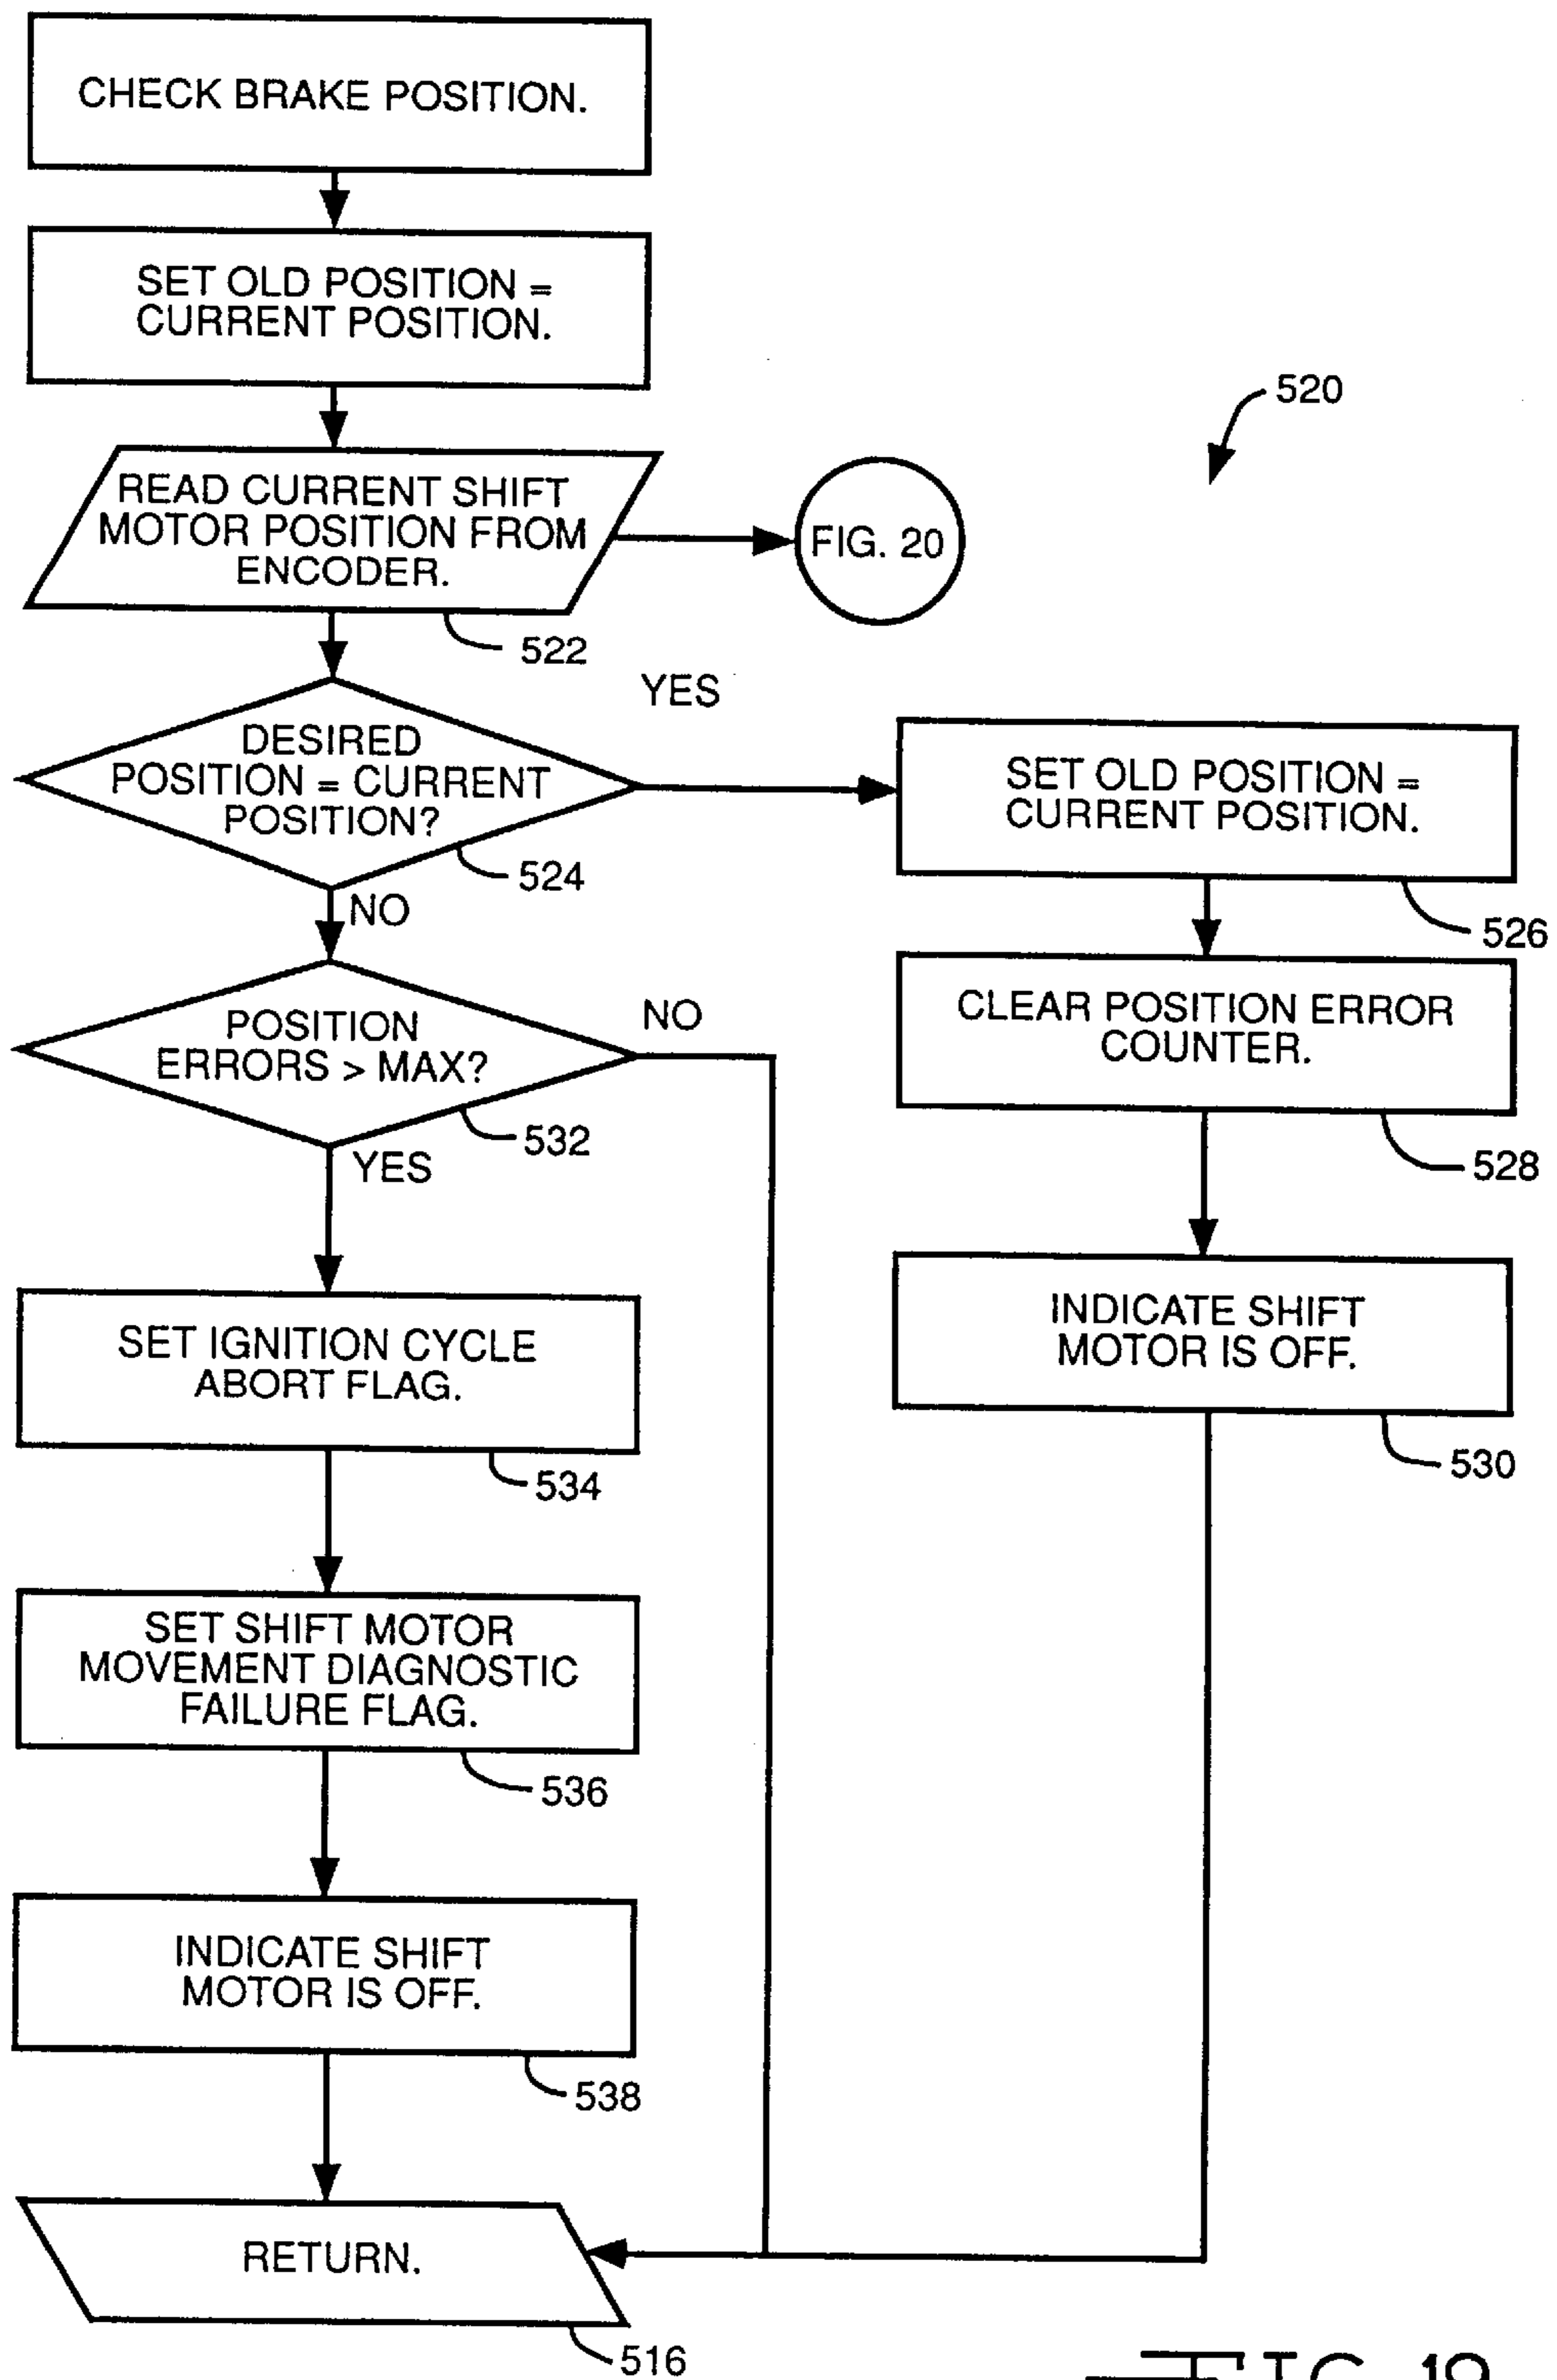 CHECK BRAKE POSITION.
SET OLD POSITION =
CURRENT POSITION.
520
READ CURRENT SHIFT
MOTOR POSITION FROM
ENCODER.
FIG. 20
522
YES
DESIRED
POSITION = CURRENT
POSITION?
524
SET OLD POSITION =
CURRENT POSITION.
526
NO
POSITION
ERRORS > MAX?
NO
532
YES
CLEAR POSITION ERROR
COUNTER.
528
SET IGNITION CYCLE
ABORT FLAG.
534
INDICATE SHIFT
MOTOR IS OFF.
530
SET SHIFT MOTOR
MOVEMENT DIAGNOSTIC
FAILURE FLAG.
536
INDICATE SHIFT
MOTOR IS OFF.
538
RETURN.
516
FIG. 19